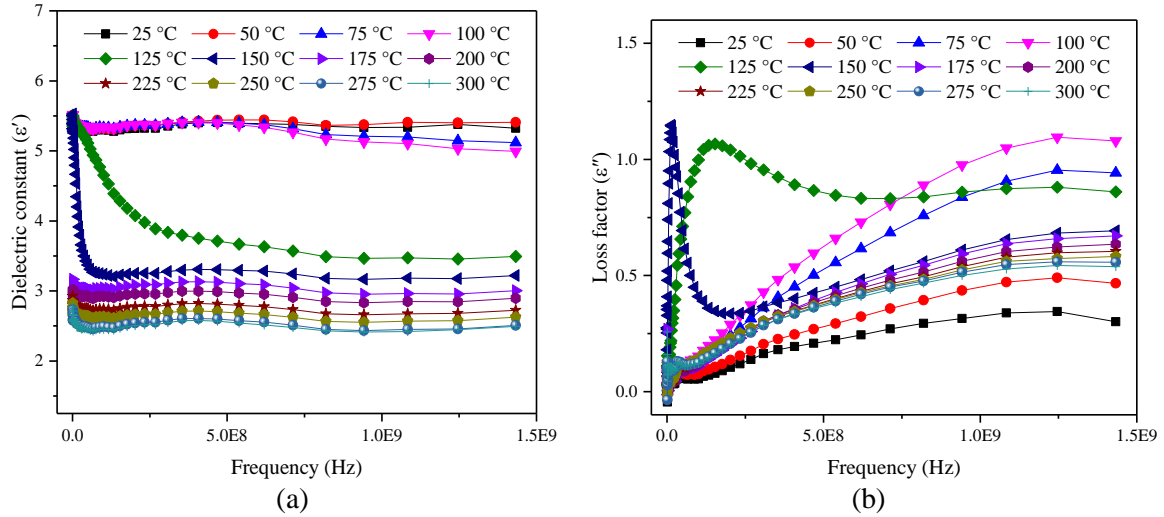 7
6
5
4
3
2
Dielectric constant (ε′)
25 °C 50 °C 75 °C 100 °C
125 °C 150 °C 175 °C 200 °C
225 °C 250 °C 275 °C 300 °C
0.0 5.0E8 1.0E9 1.5E9
Frequency (Hz)
(a)
1.5
1.0
0.5
0.0
Loss factor (ε″)
25 °C 50 °C 75 °C 100 °C
125 °C 150 °C 175 °C 200 °C
225 °C 250 °C 275 °C 300 °C
0.0 5.0E8 1.0E9 1.5E9
Frequency (Hz)
(b)